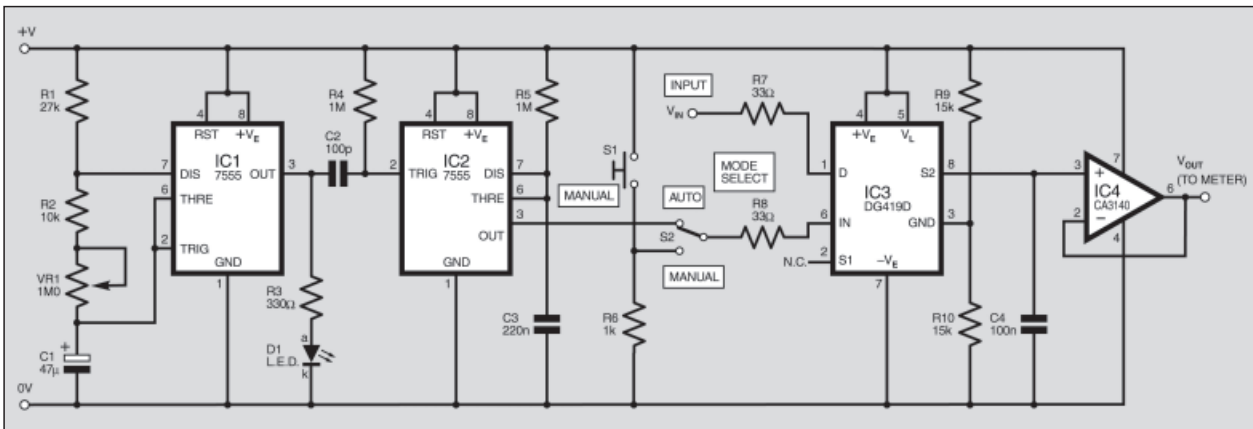 +V
R1
27k
R2
10k
VR1
1M0
C1
47µ
+
0V
4
8
RST
+VE
IC1
7555
7
DIS
6
THRE
2
TRIG
OUT
3
GND
1
C2
100p
R4
1M
R3
330Ω
D1
L.E.D.
a
k
4
8
RST
+VE
IC2
7555
2
TRIG
DIS
7
THRE
6
OUT
3
GND
1
R5
1M
C3
220n
S1
MANUAL
R6
1k
INPUT
VIN
R7
33Ω
MODE
SELECT
AUTO
S2
MANUAL
R8
33Ω
N.C.
4
5
+VE
VL
1
D
IC3
DG419D
6
IN
2
S1
S2
8
GND
3
−VE
7
R9
15k
R10
15k
C4
100n
3
+
2
−
IC4
CA3140
7
4
6
VOUT
(TO METER)